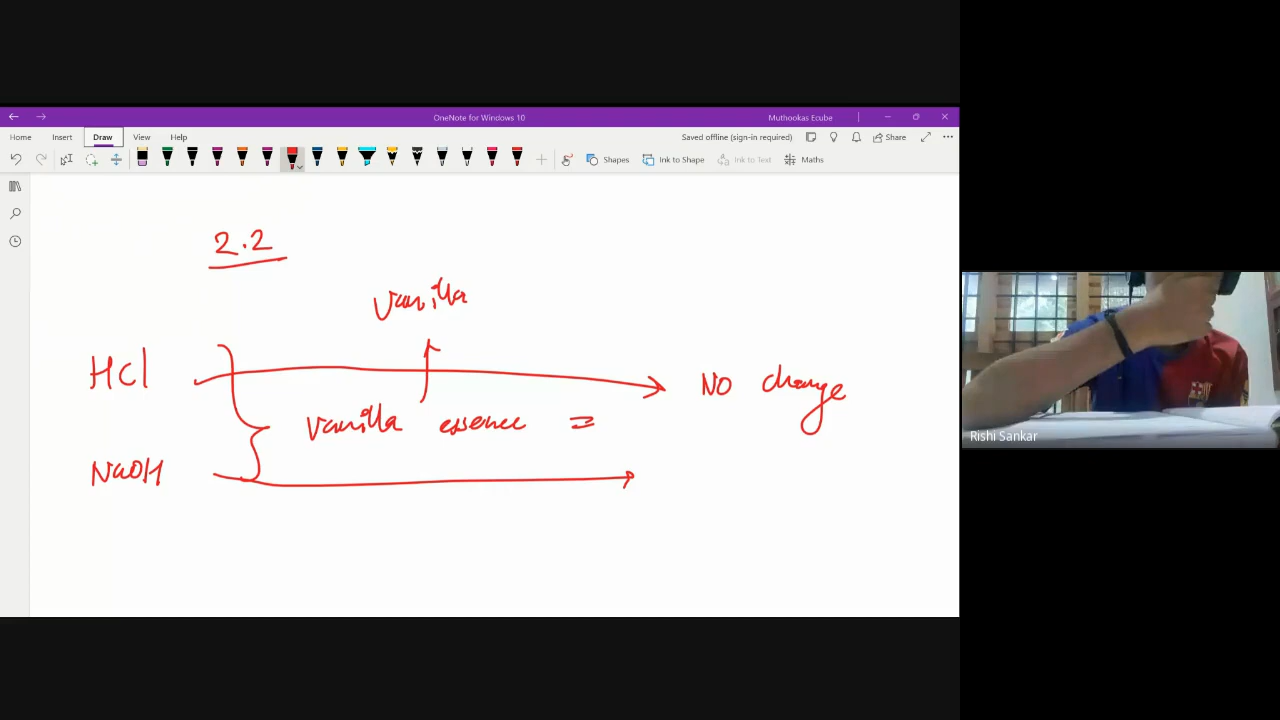 OneNote for Windows 10
Muthookas Ecube
Home Insert Draw View Help
Saved offline (sign-in required)
Share
Shapes
Ink to Shape
Ink to Text
Maths
2.2
Vanilla
HCl
No change
Vanilla essence =
NaOH
Rishi Sankar